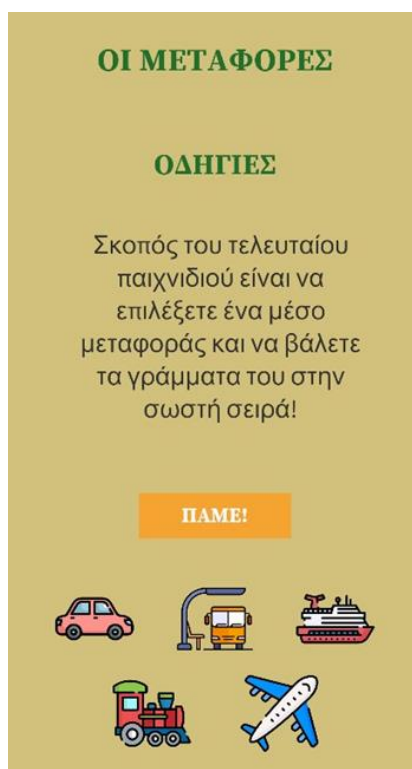 ΟΙ ΜΕΤΑΦΟΡΕΣ
ΟΔΗΓΙΕΣ
Σκοπός του τελευταίου
παιχνιδιού είναι να
επιλέξετε ένα μέσο
μεταφοράς και να βάλετε
τα γράμματα του στην
σωστή σειρά!
ΠΑΜΕ!